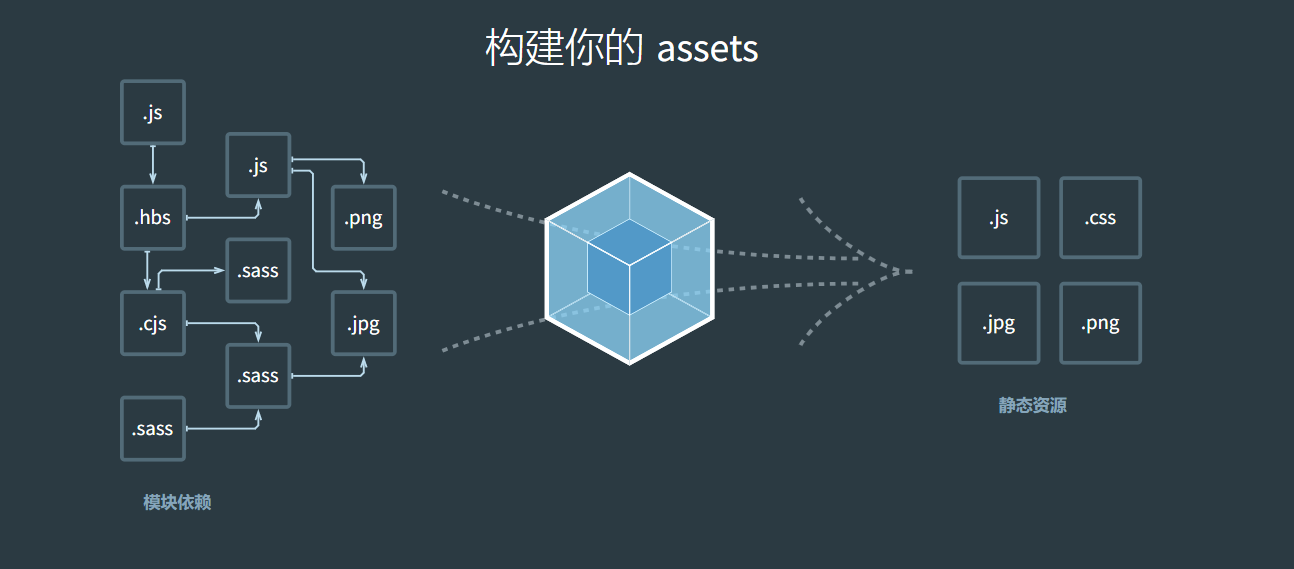 构建你的 assets
.js
.js
.hbs
.png
.sass
.cjs
.jpg
.sass
.sass
模块依赖
.js
.css
.jpg
.png
静态资源